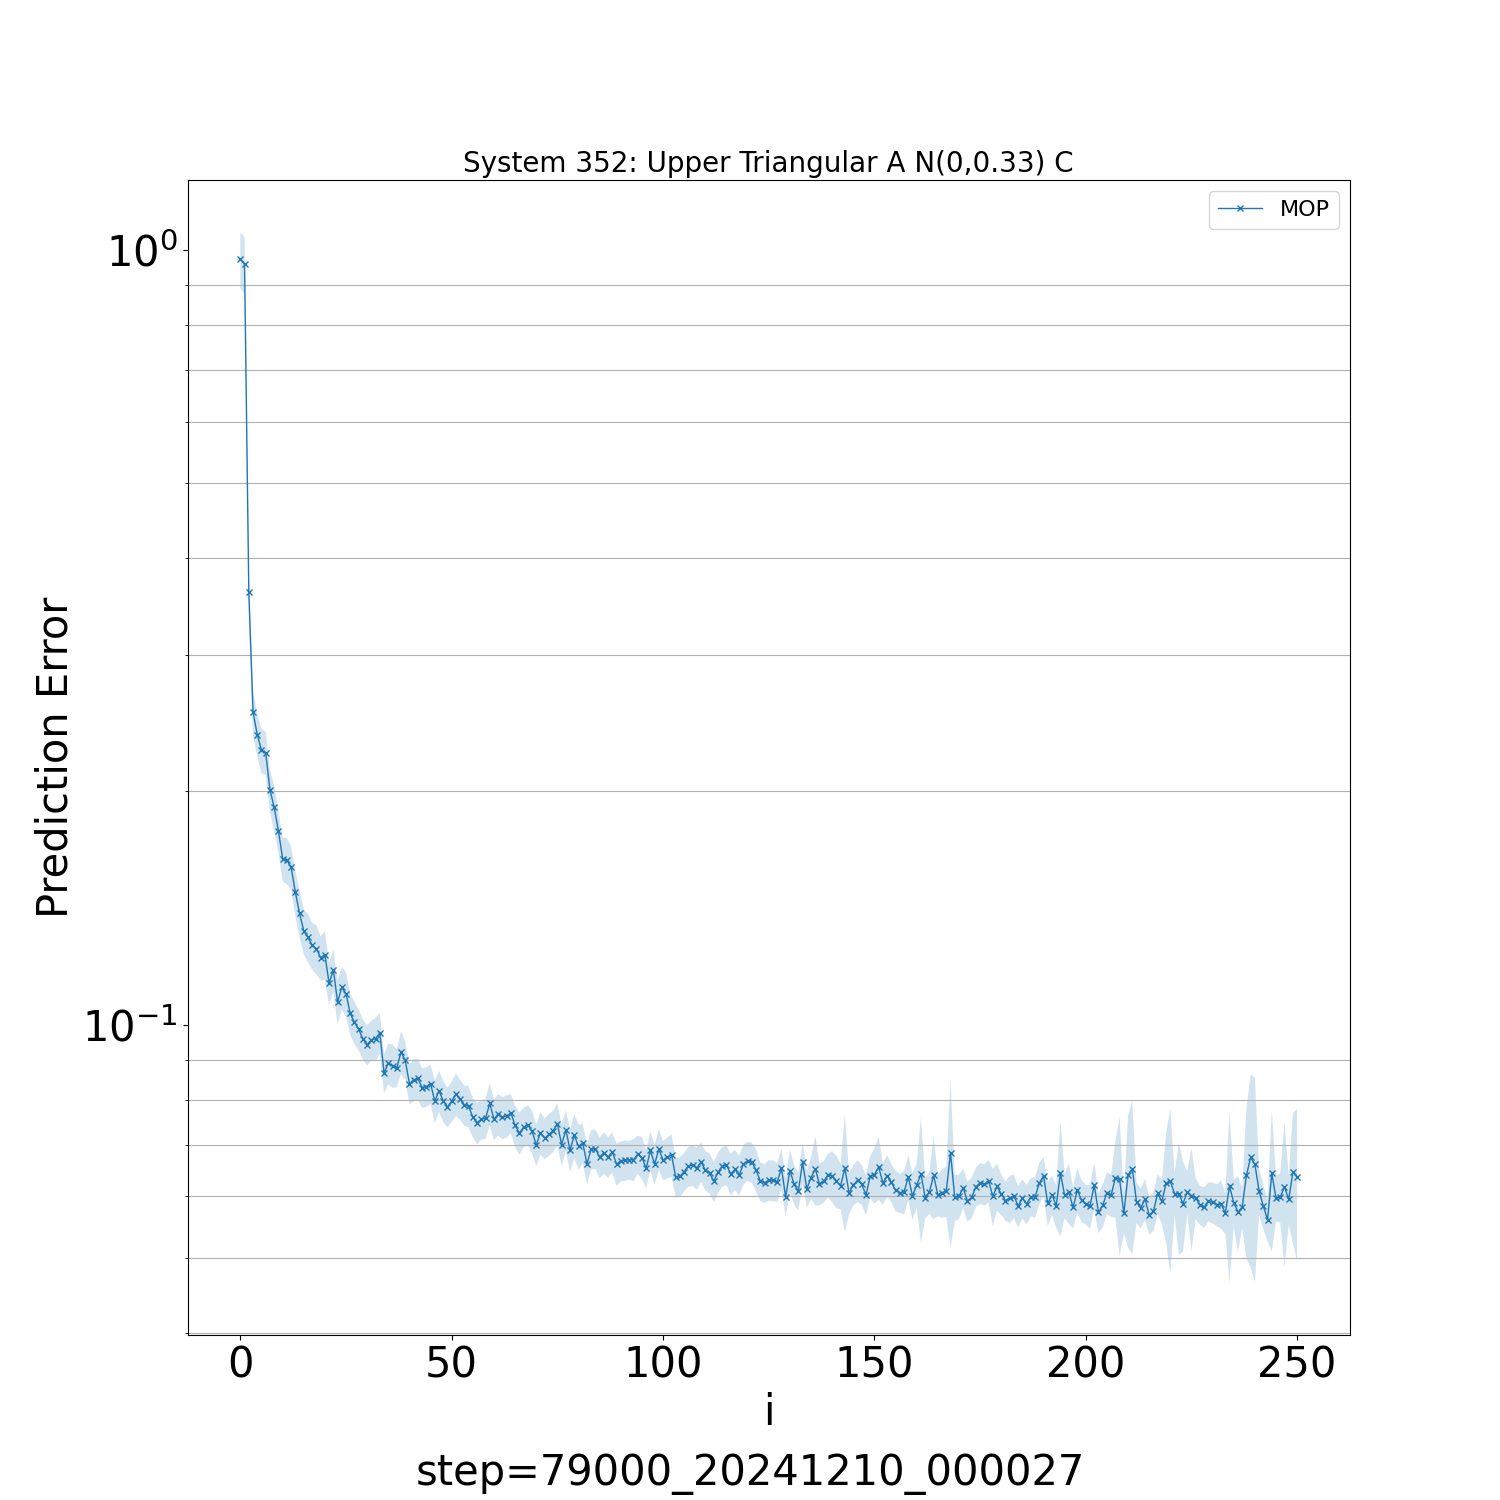 System 352: Upper Triangular A N(0,0.33) C
MOP
10⁰
10⁻¹
Prediction Error
0 50 100 150 200 250
i
step=79000_20241210_000027